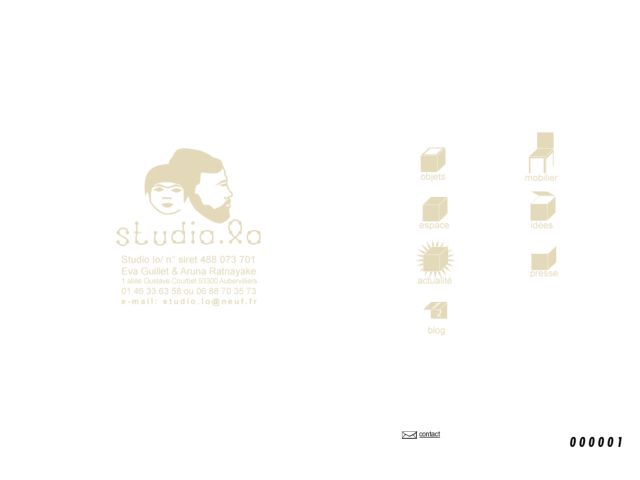 studio.lo
Studio lo/ n° siret 488 073 701
Eva Guillet & Aruna Ratnayake
1 allée Gustave Courbet 93300 Aubervilliers
01 46 33 63 58 ou 06 88 70 35 73
e-mail: studio.lo@neuf.fr
objets
mobilier
espace
idées
actualité
presse
2
blog
contact
000001